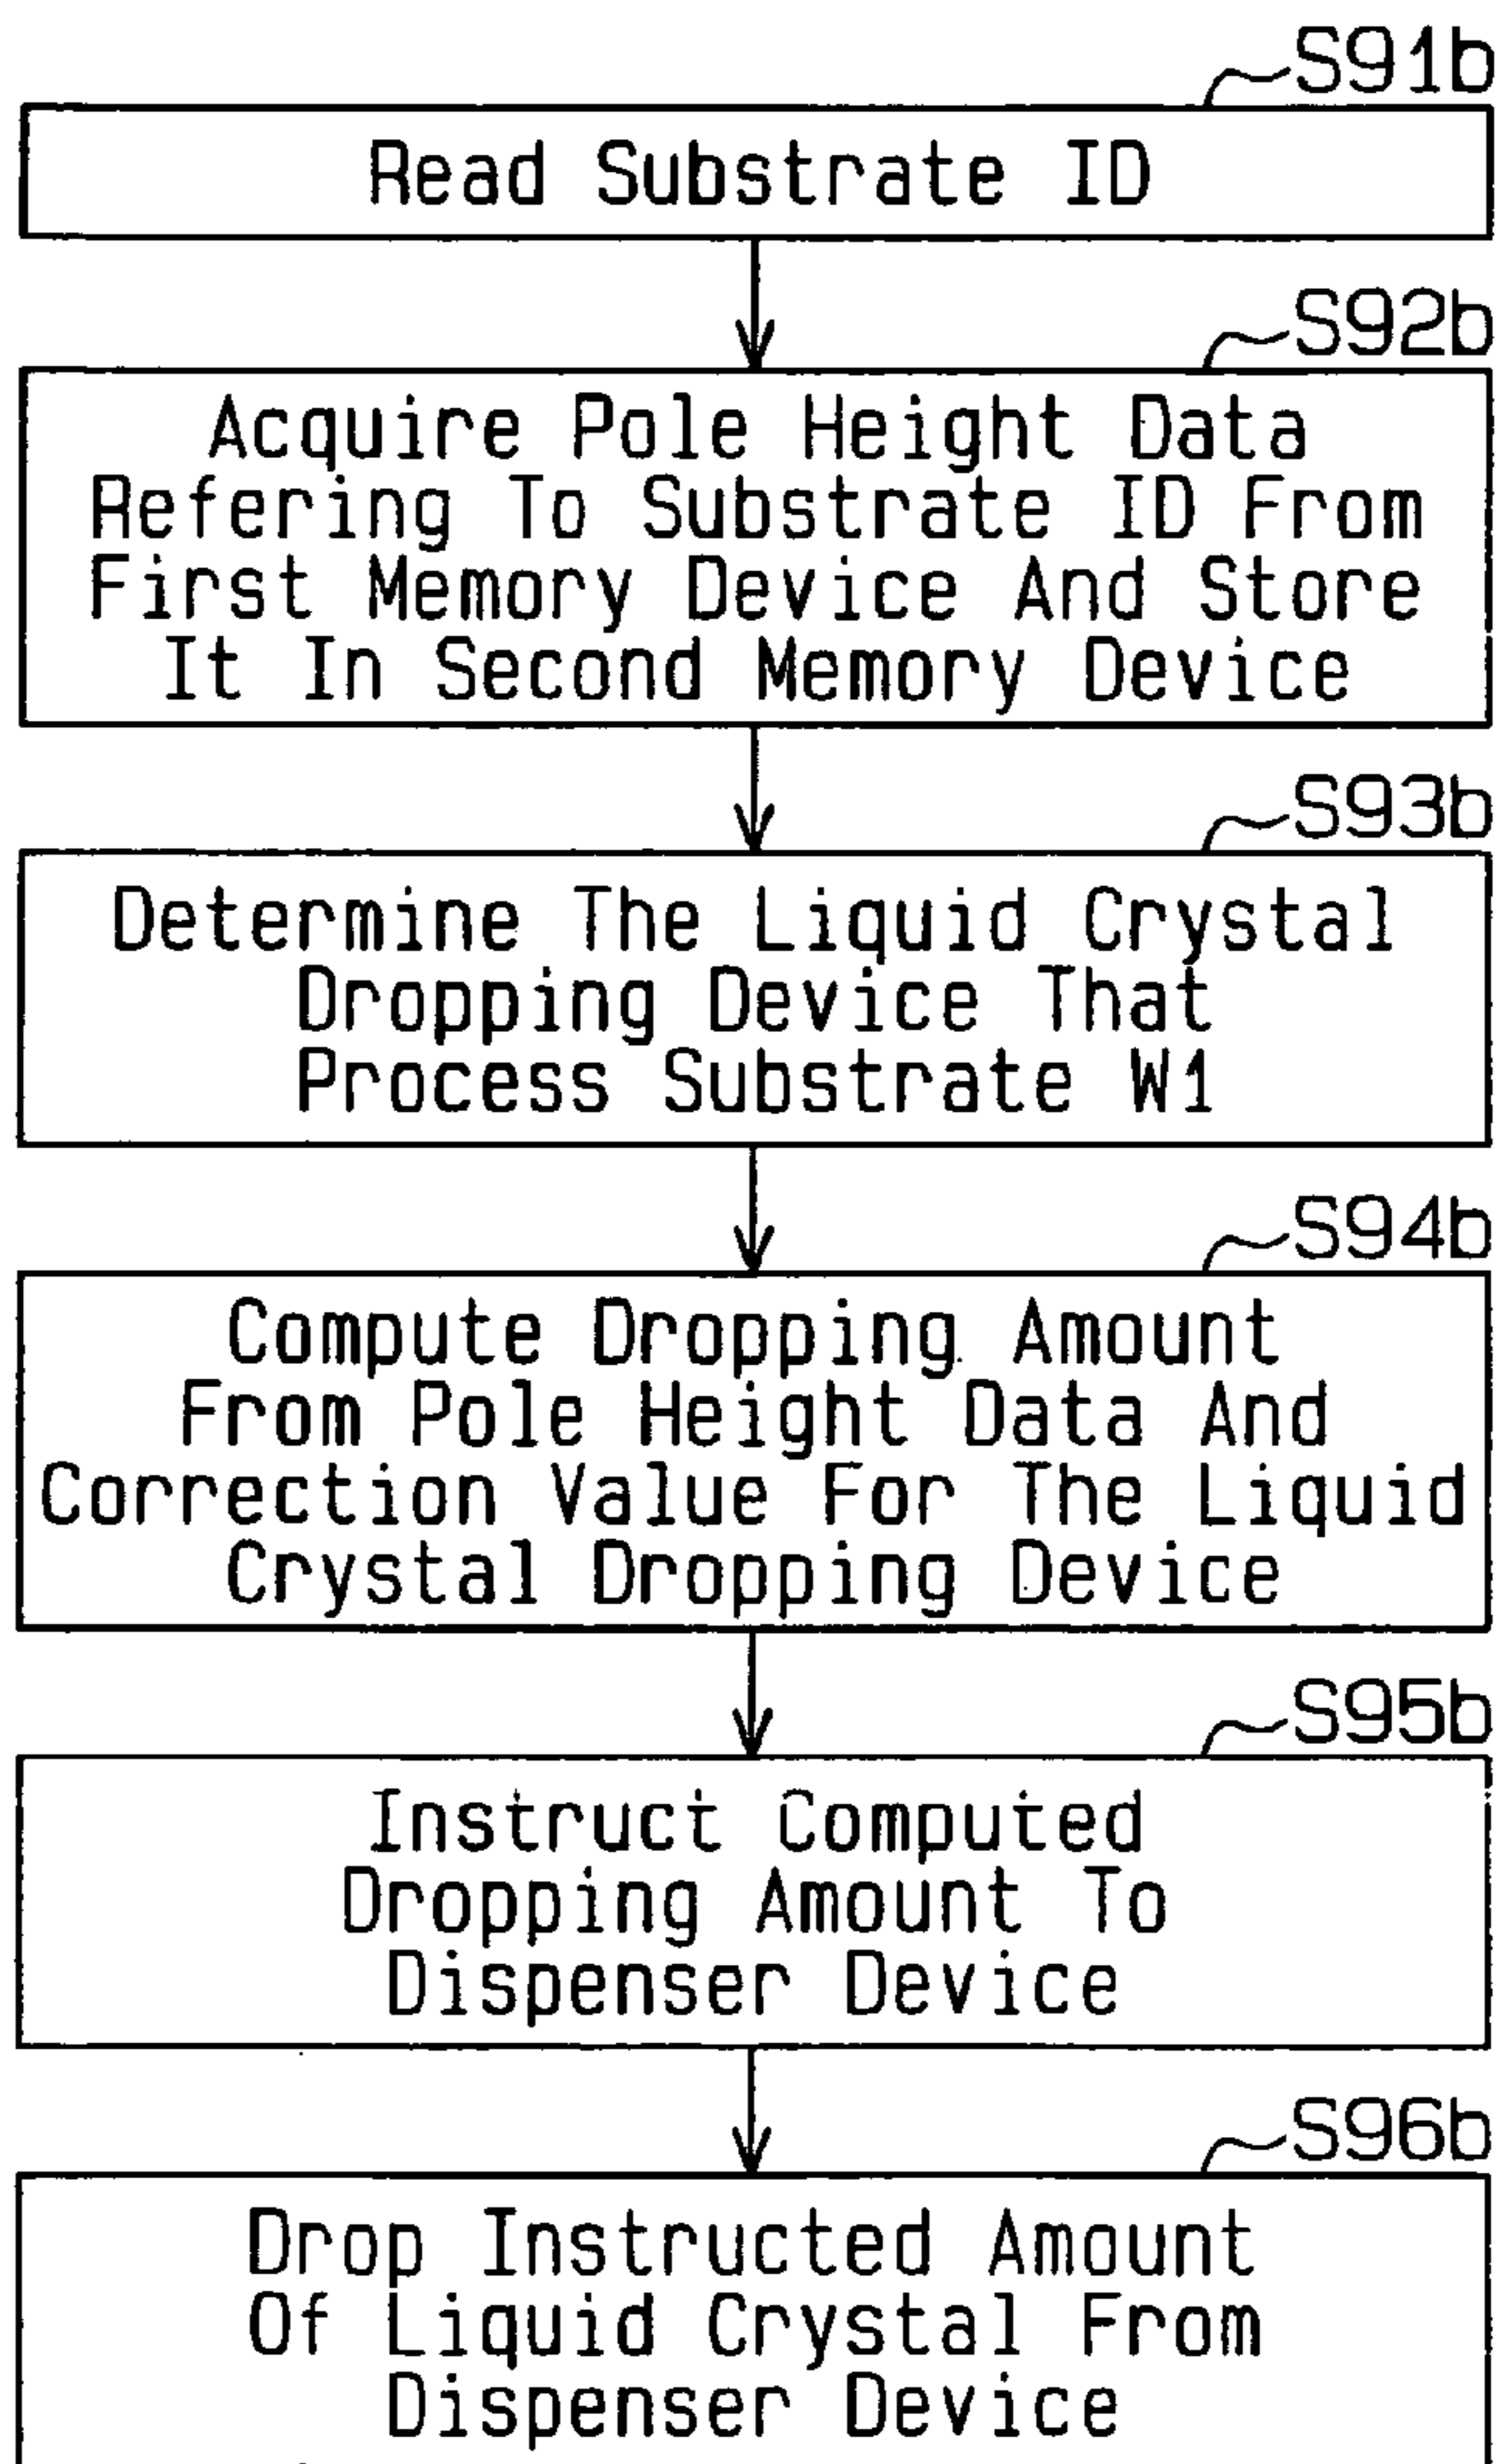 S91b
Read Substrate ID
S92b
Acquire Pole Height Data
Refering To Substrate ID From
First Memory Device And Store
It In Second Memory Device
S93b
Determine The Liquid Crystal
Dropping Device That
Process Substrate W1
S94b
Compute Dropping Amount
From Pole Height Data And
Correction Value For The Liquid
Crystal Dropping Device
S95b
Instruct Computed
Dropping Amount To
Dispenser Device
S96b
Drop Instructed Amount
Of Liquid Crystal From
Dispenser Device